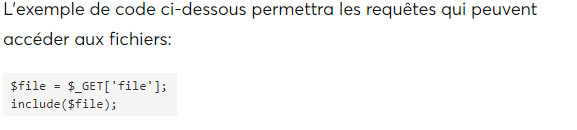 L'exemple de code ci-dessous permettra les requêtes qui peuvent
accéder aux fichiers:
$file = $_GET['file'];
include($file);